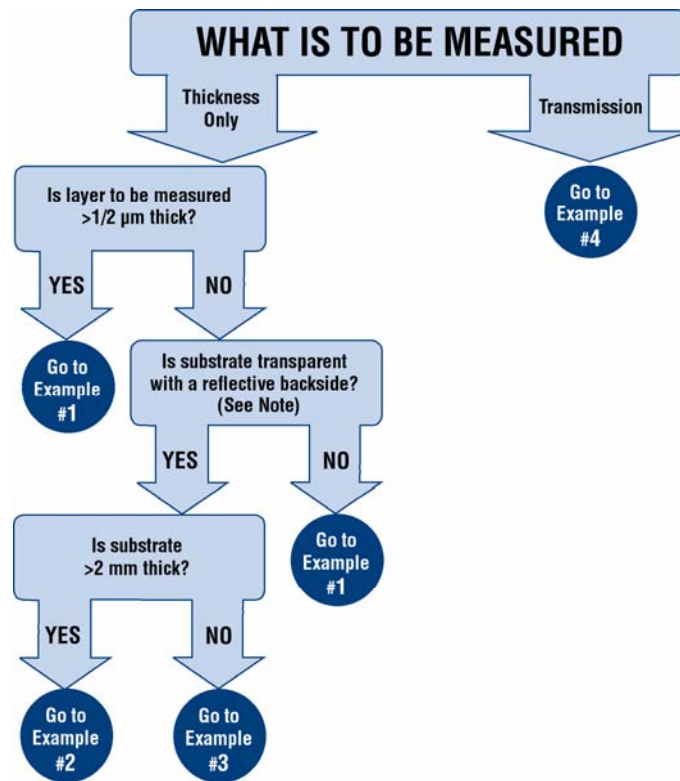 WHAT IS TO BE MEASURED
Thickness
Only
Transmission
Is layer to be measured
>1/2 µm thick?
Go to
Example
#4
YES
NO
Go to
Example
#1
Is substrate transparent
with a reflective backside?
(See Note)
YES
NO
Is substrate
>2 mm thick?
Go to
Example
#1
YES
NO
Go to
Example
#2
Go to
Example
#3